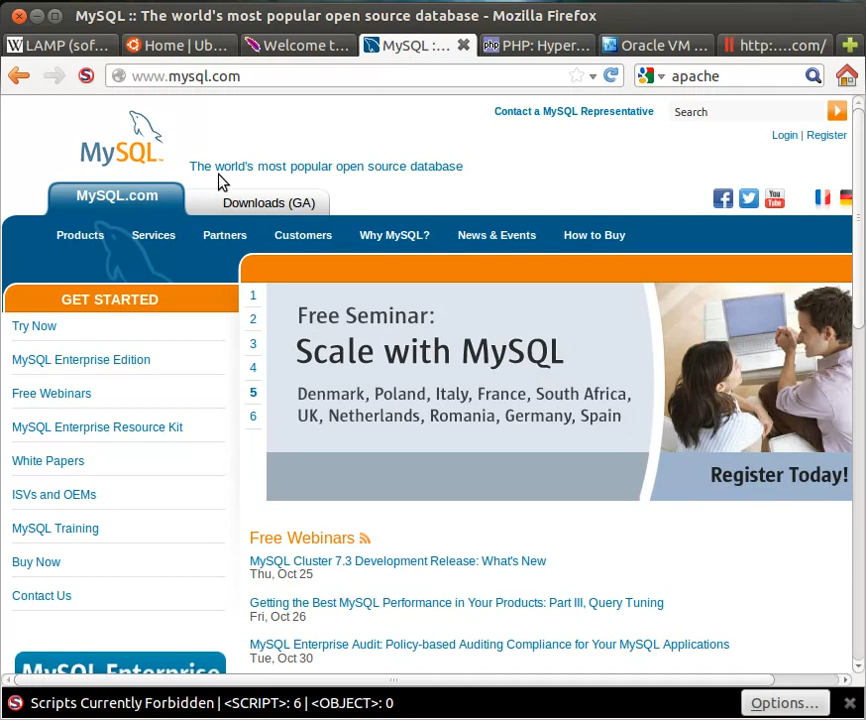 MySQL :: The world's most popular open source database - Mozilla Firefox
LAMP (sof...
Home | Ub...
Welcome t...
MySQL :...
PHP: Hyper...
Oracle VM ...
http:....com/
www.mysql.com
apache
Contact a MySQL Representative
Search
Login | Register
MySQL™
The world's most popular open source database
MySQL.com
Downloads (GA)
You Tube
Products Services Partners Customers Why MySQL? News & Events How to Buy
GET STARTED
Try Now
MySQL Enterprise Edition
Free Webinars
MySQL Enterprise Resource Kit
White Papers
ISVs and OEMs
MySQL Training
Buy Now
Contact Us
MySQL Enterprise
1
2
3
4
5
6
Free Seminar:
Scale with MySQL
Denmark, Poland, Italy, France, South Africa,
UK, Netherlands, Romania, Germany, Spain
Register Today!
Free Webinars
MySQL Cluster 7.3 Development Release: What's New
Thu, Oct 25
Getting the Best MySQL Performance in Your Products: Part III, Query Tuning
Fri, Oct 26
MySQL Enterprise Audit: Policy-based Auditing Compliance for Your MySQL Applications
Tue, Oct 30
Scripts Currently Forbidden | <SCRIPT>: 6 | <OBJECT>: 0
Options...